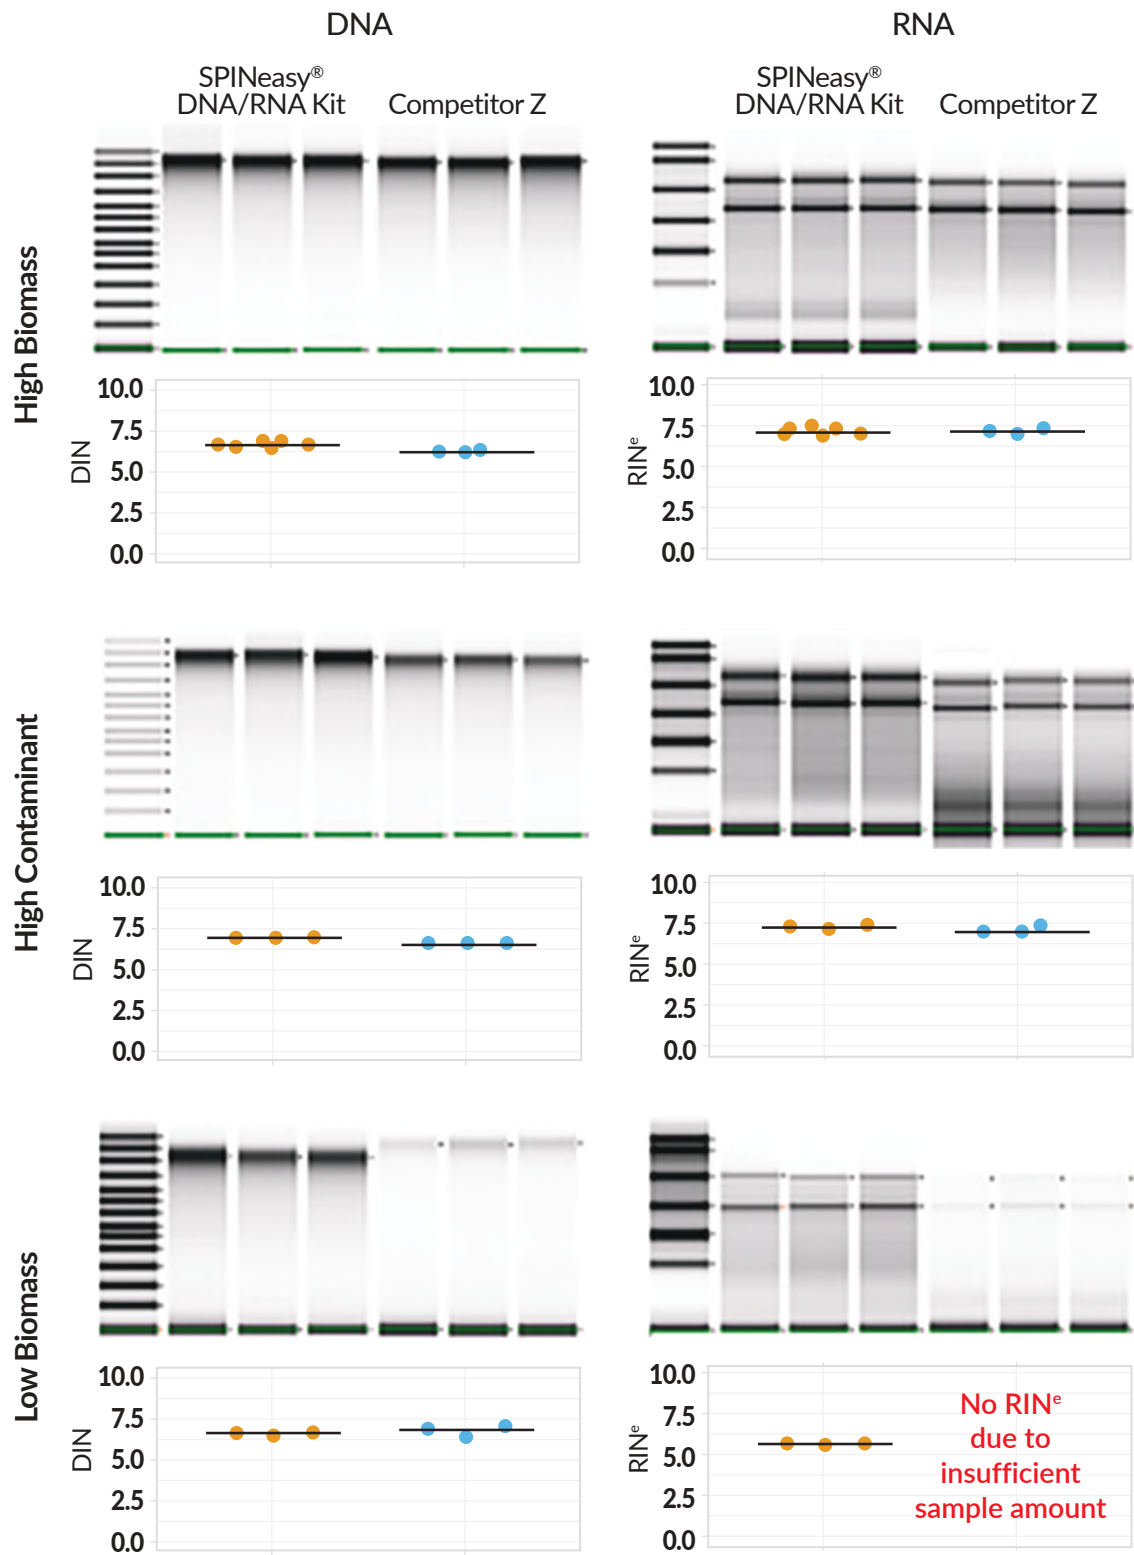 DNA
RNA
SPINeasy®
DNA/RNA Kit
Competitor Z
SPINeasy®
DNA/RNA Kit
Competitor Z
High Biomass
DIN
10.0
7.5
5.0
2.5
0.0
RINᵉ
10.0
7.5
5.0
2.5
0.0
High Contaminant
DIN
10.0
7.5
5.0
2.5
0.0
RINᵉ
10.0
7.5
5.0
2.5
0.0
Low Biomass
DIN
10.0
7.5
5.0
2.5
0.0
RINᵉ
10.0
7.5
5.0
2.5
0.0
No RINᵉ
due to
insufficient
sample amount